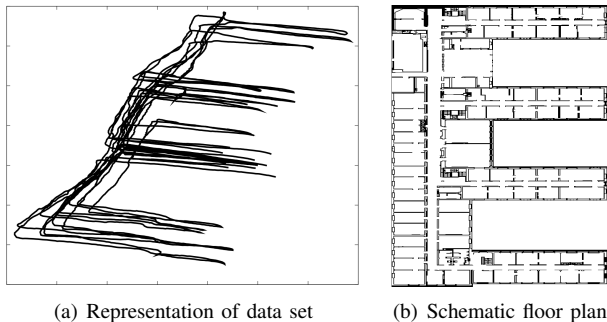 (a) Representation of data set
(b) Schematic floor plan